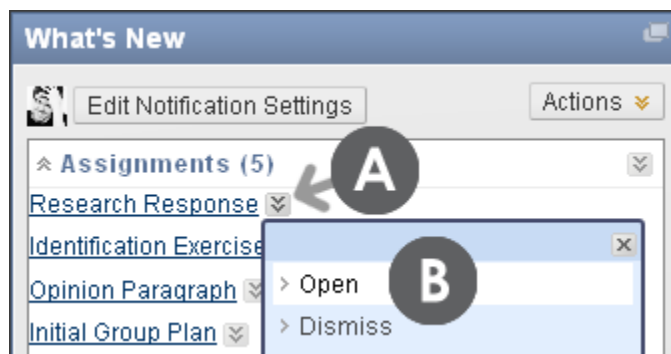 What's New
Edit Notification Settings
Actions
Assignments (5)
A
Research Response
Identification Exercise
B
Open
Opinion Paragraph
Dismiss
Initial Group Plan